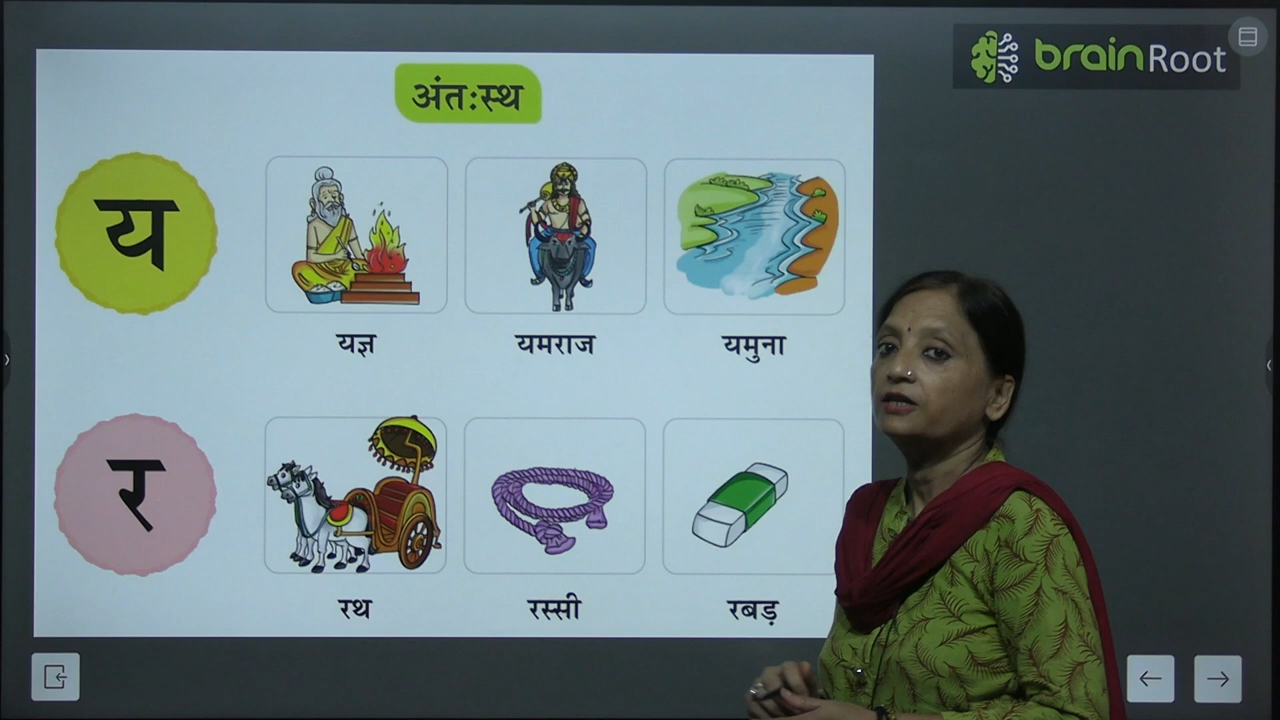 brainRoot
अंतःस्थ
य
यज्ञ यमराज यमुना
र
रथ रस्सी रबड़